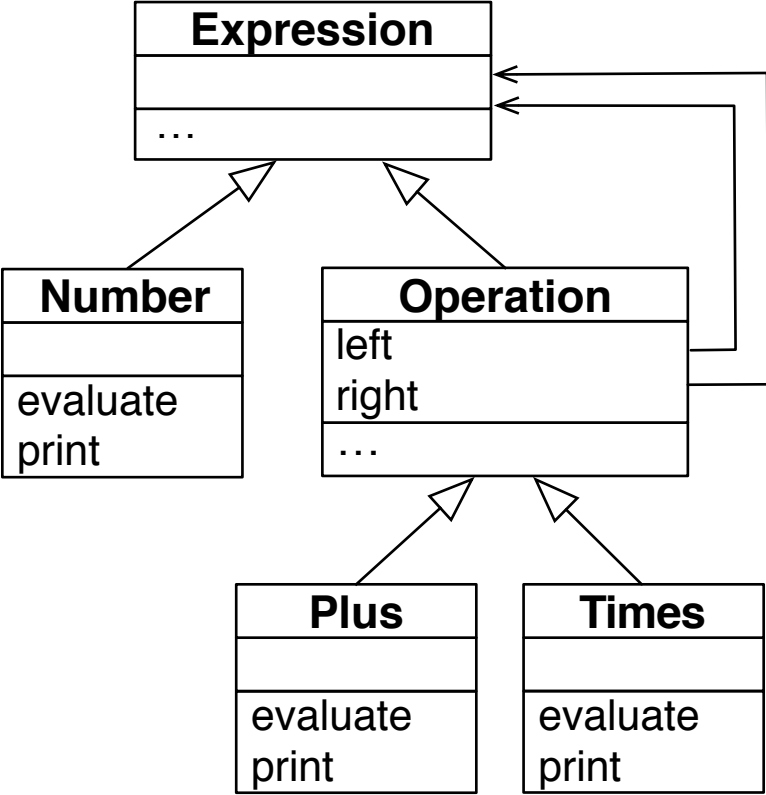 Expression
...
Number
evaluate
print
Operation
left
right
...
Plus
evaluate
print
Times
evaluate
print